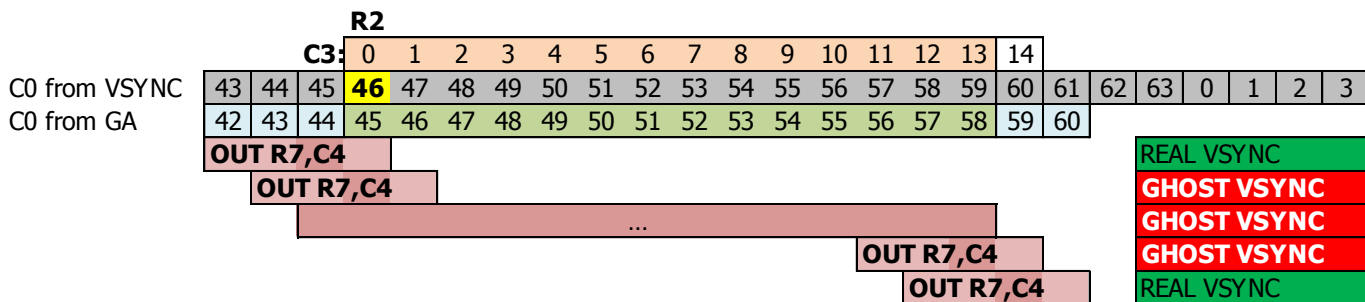 R2
C3: 0 1 2 3 4 5 6 7 8 9 10 11 12 13 14
C0 from VSYNC 43 44 45 46 47 48 49 50 51 52 53 54 55 56 57 58 59 60 61 62 63 0 1 2 3
C0 from GA 42 43 44 45 46 47 48 49 50 51 52 53 54 55 56 57 58 59 60
OUT R7,C4 REAL VSYNC
OUT R7,C4 GHOST VSYNC
... GHOST VSYNC
OUT R7,C4 GHOST VSYNC
OUT R7,C4 REAL VSYNC